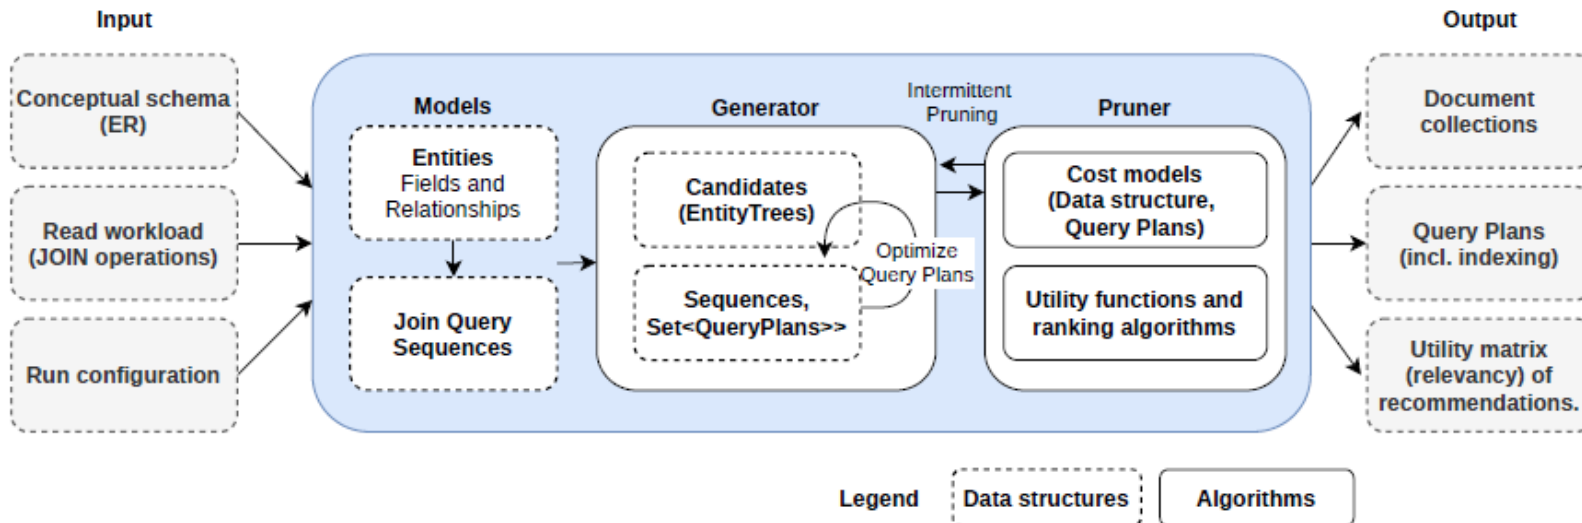 Input
Conceptual schema
(ER)
Read workload
(JOIN operations)
Run configuration
Models
Entities
Fields and
Relationships
Join Query
Sequences
Generator
Candidates
(EntityTrees)
Optimize
Query Plans
Sequences,
Set<QueryPlans>>
Intermittent
Pruning
Pruner
Cost models
(Data structure,
Query Plans)
Utility functions and
ranking algorithms
Output
Document
collections
Query Plans
(incl. indexing)
Utility matrix
(relevancy) of
recommendations.
Legend
Data structures
Algorithms